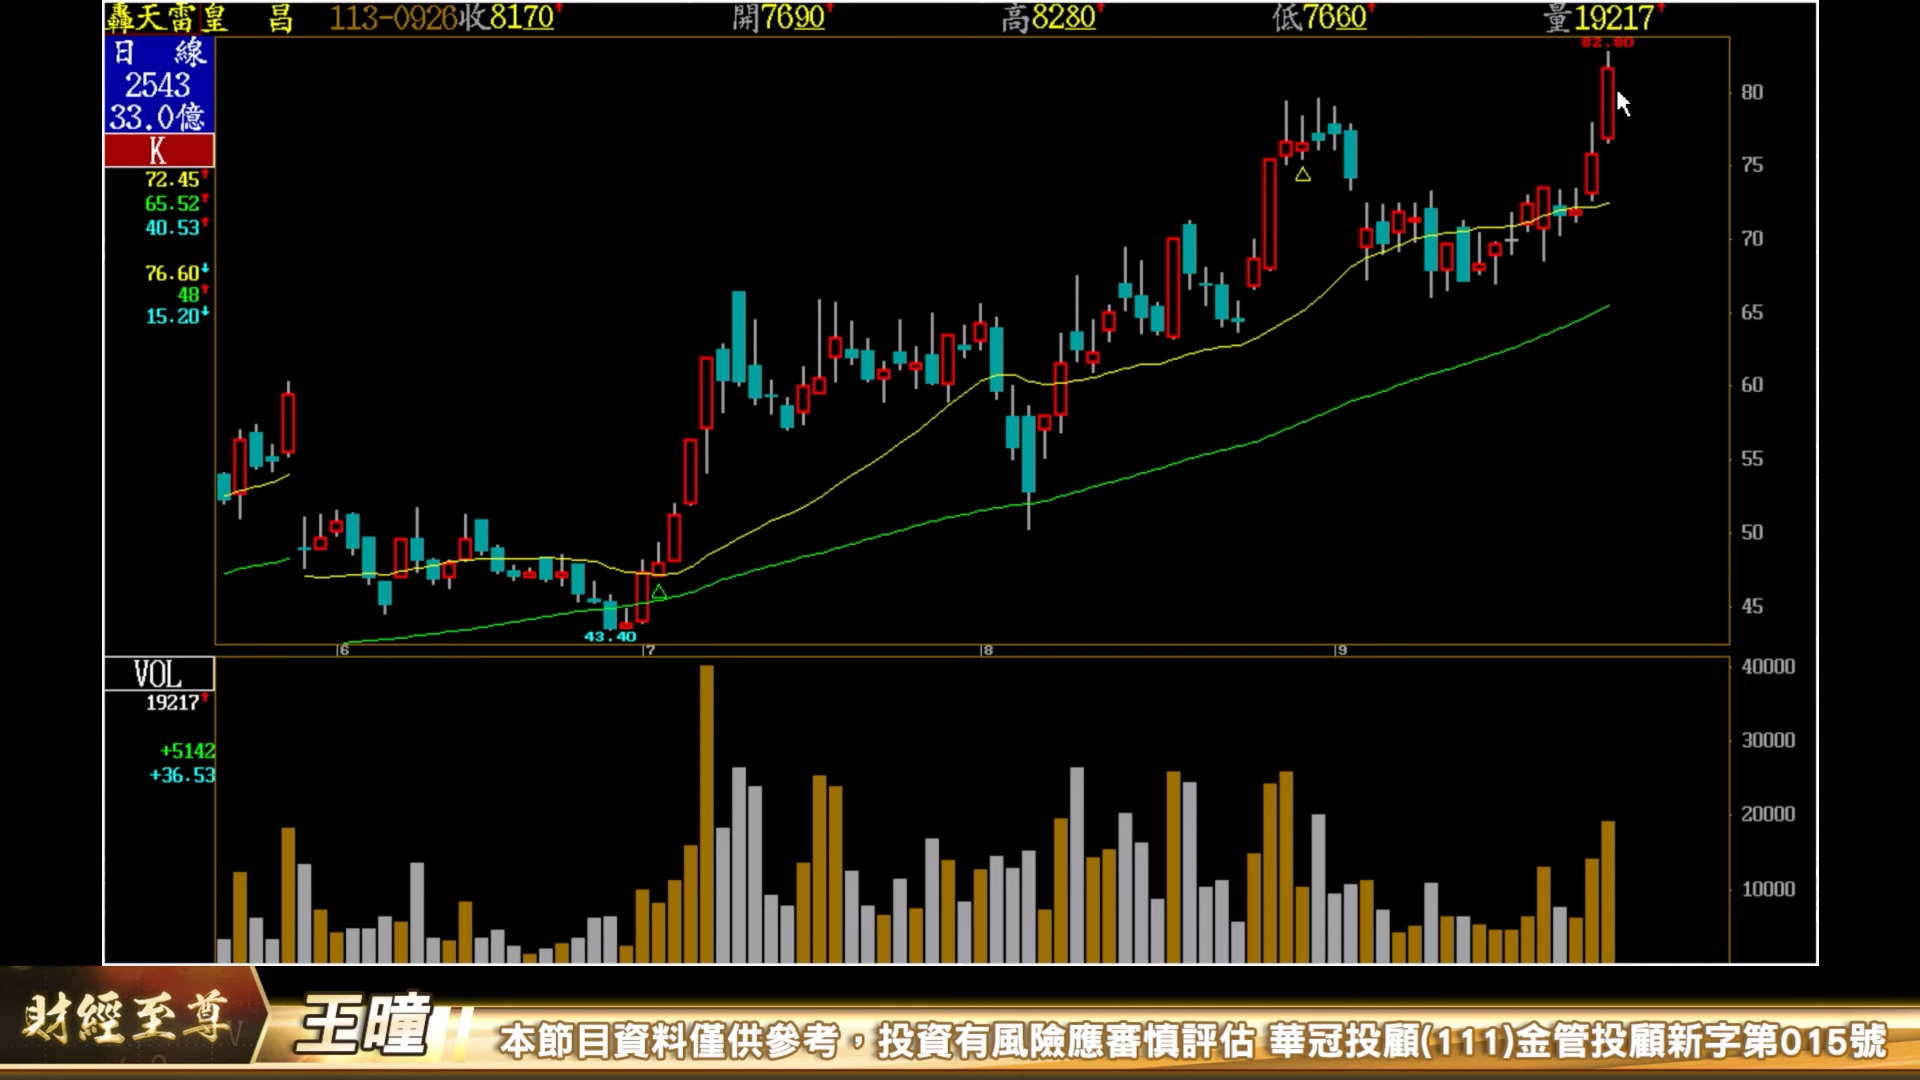 轟天雷皇 昌 113-0926收8170↑ 開7690↑ 高8280↑ 低7660↑ 量19217↑
日 線
2543
33.0億
K
72.45↑
65.52↑
40.53↑
76.60↓
48↑
15.20↓
82.80
80
75
70
65
60
55
50
45
43.40
6 7 8 9
VOL
19217↑
+5142
+36.53
40000
30000
20000
10000
財經至尊
王曈
本節目資料僅供參考，投資有風險應審慎評估 華冠投顧(111)金管投顧新字第015號